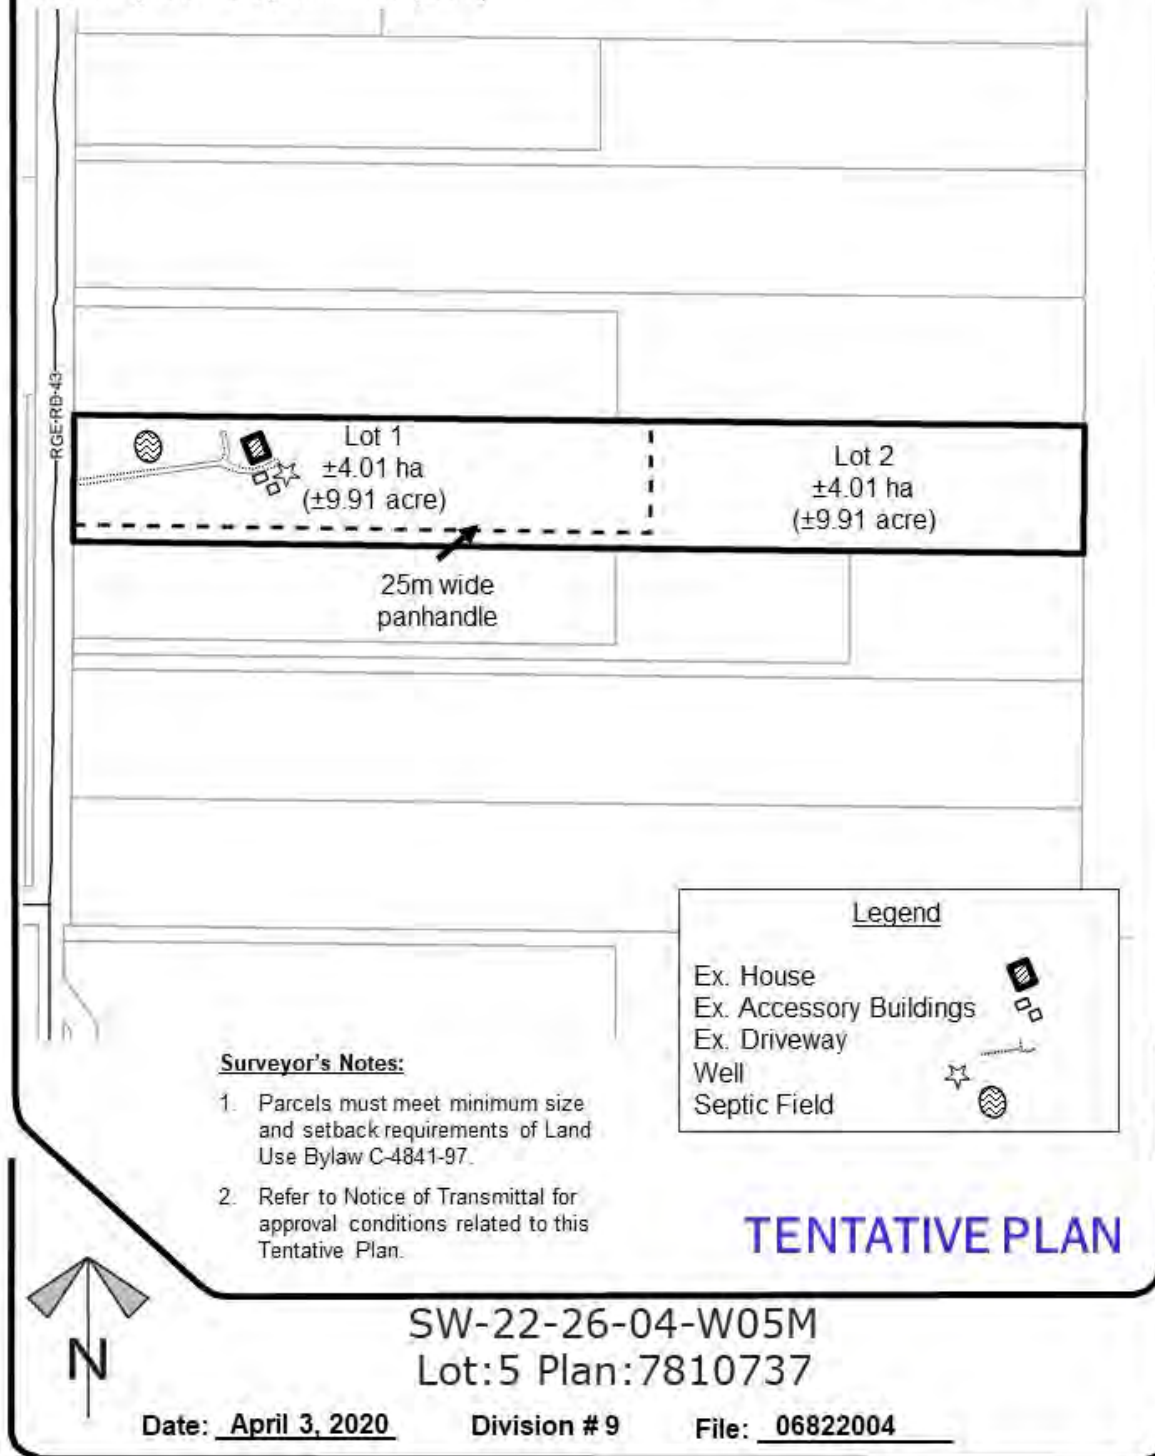 RGE-RD-43
Lot 1
±4.01 ha
(±9.91 acre)
Lot 2
±4.01 ha
(±9.91 acre)
25m wide
panhandle
Legend
Ex. House
Ex. Accessory Buildings
Ex. Driveway
Well
Septic Field
Surveyor's Notes:
1. Parcels must meet minimum size
and setback requirements of Land
Use Bylaw C-4841-97.
2. Refer to Notice of Transmittal for
approval conditions related to this
Tentative Plan.
TENTATIVE PLAN
N
SW-22-26-04-W05M
Lot:5 Plan:7810737
Date: April 3, 2020 Division # 9 File: 06822004